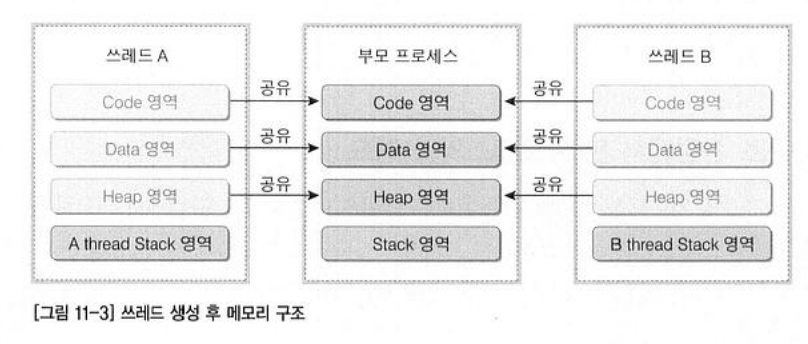 쓰레드 A
부모 프로세스
쓰레드 B
Code 영역
공유
Code 영역
공유
Code 영역
Data 영역
공유
Data 영역
공유
Data 영역
Heap 영역
공유
Heap 영역
공유
Heap 영역
A thread Stack 영역
Stack 영역
B thread Stack 영역
[그림 11-3] 쓰레드 생성 후 메모리 구조